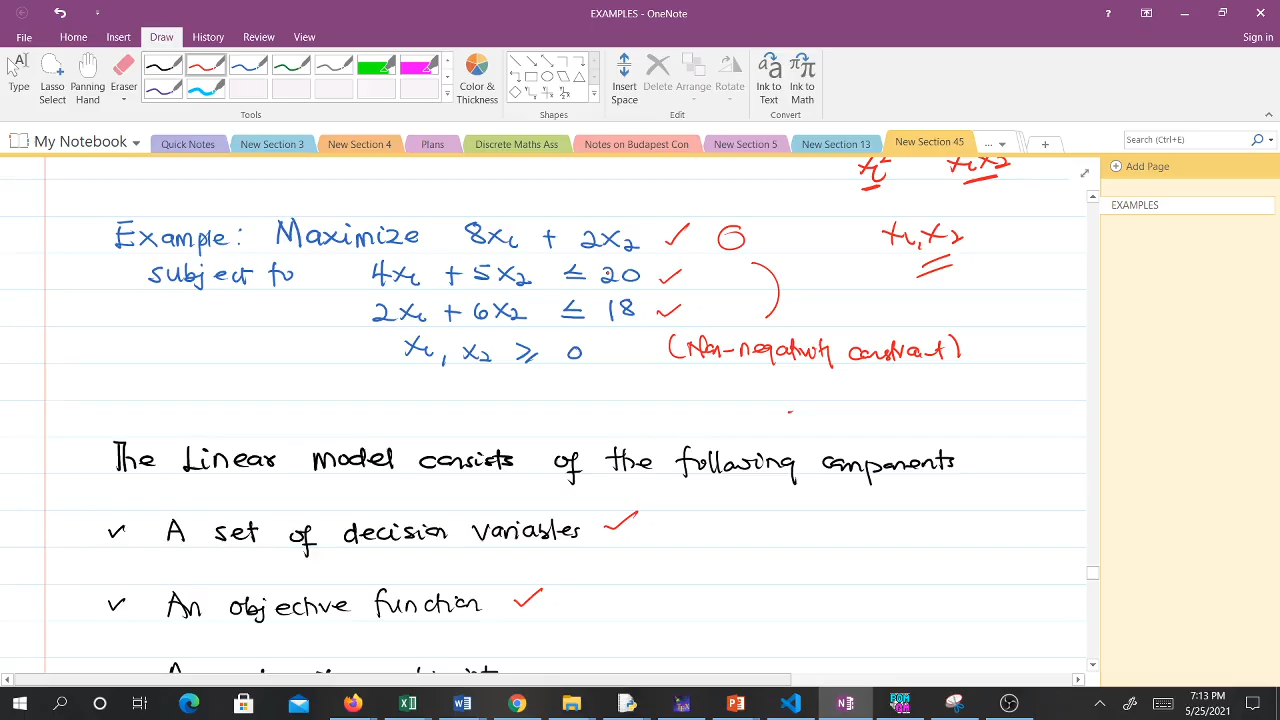 EXAMPLES - OneNote
?
File Home Insert Draw History Review View Sign in
Type Lasso Select Panning Hand Eraser Color & Thickness Insert Space Delete Arrange Rotate Ink to Text Ink to Math
Tools Shapes Edit Convert
My Notebook Quick Notes New Section 3 New Section 4 Plans Discrete Maths Ass Notes on Budapest Con New Section 5 New Section 13 New Section 45 ... Search (Ctrl+E)
Add Page
EXAMPLES
Example: Maximize 8x₁ + 2x₂ ✓ x₁, x₂
subject to 4x₁ + 5x₂ ≤ 20 ✓
2x₁ + 6x₂ ≤ 18 ✓
x₁, x₂ ≥ 0 (Non-negativity constraint)
The Linear model consists of the following components
✓ A set of decision variables ✓
✓ An objective function ✓
7:13 PM
5/25/2021